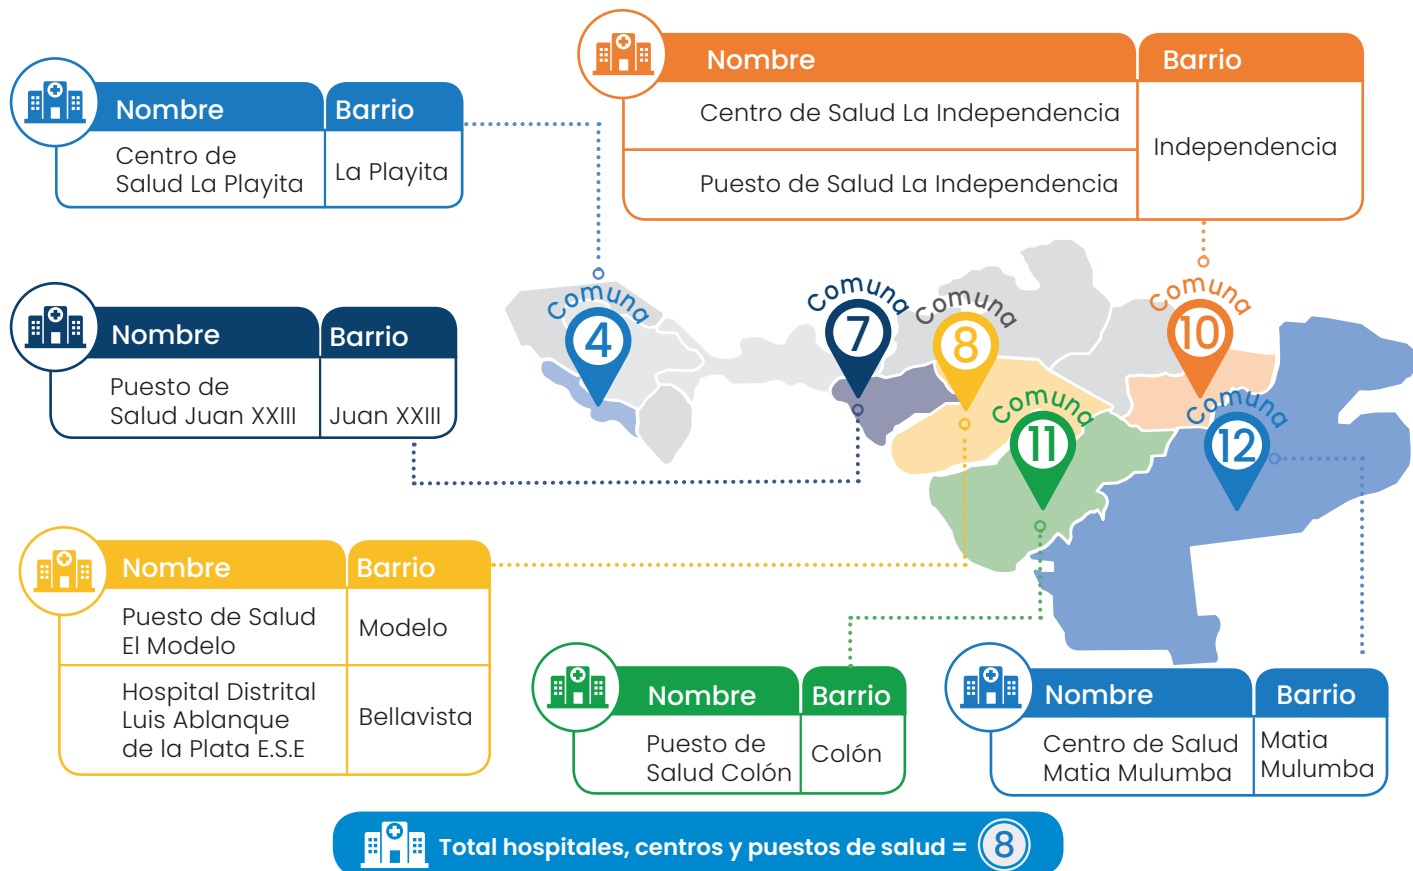 Nombre Barrio
Centro de
Salud La Playita
La Playita
Nombre Barrio
Centro de Salud La Independencia
Puesto de Salud La Independencia
Independencia
Nombre Barrio
Puesto de
Salud Juan XXIII
Juan XXIII
Comuna
4
Comuna
7
Comuna
8
Comuna
10
Comuna
11
Comuna
12
Nombre Barrio
Puesto de Salud
El Modelo
Modelo
Hospital Distrital
Luis Ablanque
de la Plata E.S.E
Bellavista
Nombre Barrio
Puesto de
Salud Colón
Colón
Nombre Barrio
Centro de Salud
Matia Mulumba
Matia
Mulumba
Total hospitales, centros y puestos de salud = 8